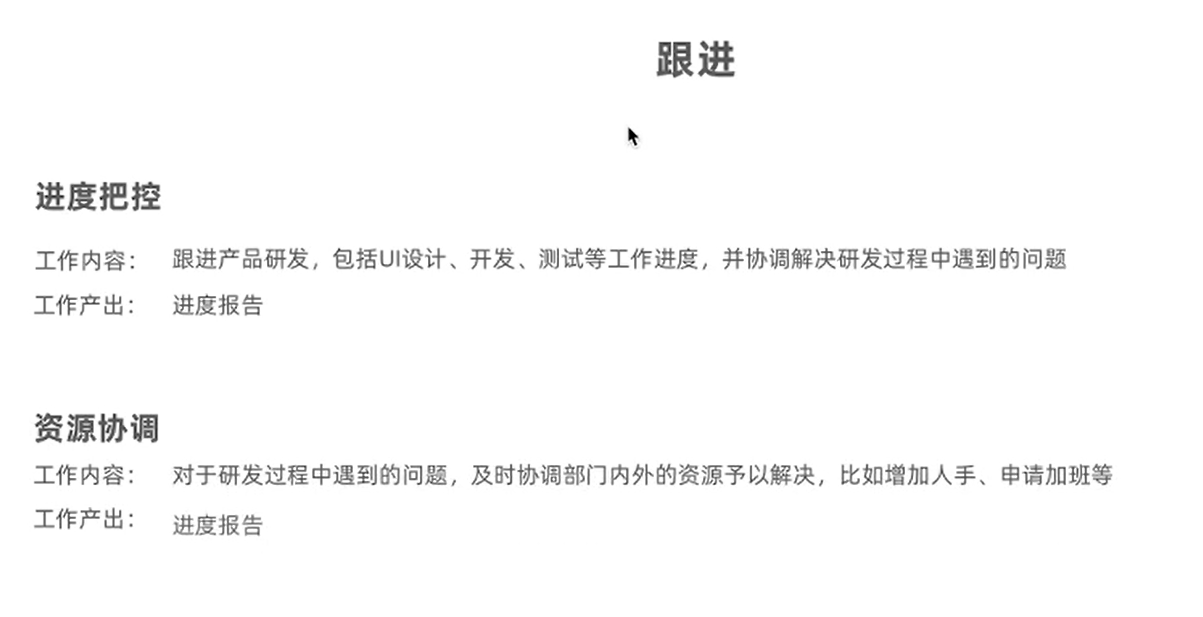 跟进
进度把控
工作内容： 跟进产品研发，包括UI设计、开发、测试等工作进度，并协调解决研发过程中遇到的问题
工作产出： 进度报告
资源协调
工作内容： 对于研发过程中遇到的问题，及时协调部门内外的资源予以解决，比如增加人手、申请加班等
工作产出： 进度报告